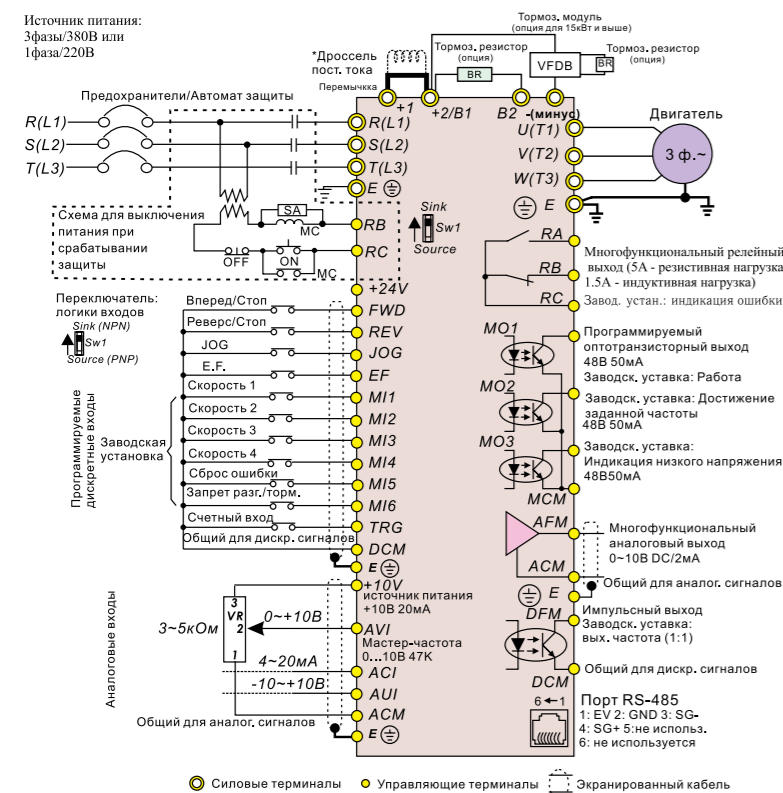 Источник питания:
3фазы/380В или
1фаза/220В
*Дроссель
пост. тока
Перемычкка
Тормоз. модуль
(опция для 15кВт и выше)
Тормоз. резистор
(опция)
BR
VFDB
BR
Тормоз. резистор
(опция)
Предохранители/Автомат защиты
+1
+2/B1
B2
-(минус)
R(L1)
S(L2)
T(L3)
R(L1)
S(L2)
T(L3)
E
Двигатель
U(T1)
V(T2)
W(T3)
E
3 ф.~
Схема для выключения
питания при
срабатывании
защиты
SA
MC
OFF
ON
MC
RB
RC
Sink
Sw1
Source
RA
RB
RC
Многофункциональный релейный
выход (5А - резистивная нагрузка
1.5А - индуктивная нагрузка)
Завод. устан.: индикация ошибки
Переключатель:
логики входов
Sink (NPN)
Sw1
Source (PNP)
Программируемые
дискретные входы
Заводская
установка
+24V
Вперед/Стоп
FWD
Реверс/Стоп
REV
JOG
JOG
E.F.
EF
Скорость 1
MI1
Скорость 2
MI2
Скорость 3
MI3
Скорость 4
MI4
Сброс ошибки
MI5
Запрет разг./торм.
MI6
Счетный вход
TRG
Общий для дискр. сигналов
DCM
E
MO1
Программируемый
оптотранзисторный выход
48В 50мА
Заводск. уставка: Работа
MO2
Заводск. уставка: Достижение
заданной частоты
48В 50мА
MO3
Заводск. уставка:
Индикация низкого напряжения
48В50мА
MCM
AFM
Многофункциональный
аналоговый выход
0~10В DC/2мА
ACM
Общий для аналог. сигналов
E
DFM
Импульсный выход
Заводск. уставка:
вых. частота (1:1)
DCM
Общий для дискр. сигналов
Аналоговые входы
+10V
источник питания
+10В 20мА
3~5кОм
3
VR
2
1
0~+10В
AVI
Мастер-частота
0...10В 47K
4~20мА
ACI
-10~+10В
AUI
Общий для аналог. сигналов
ACM
E
6←1
Порт RS-485
1: EV 2: GND 3: SG-
4: SG+ 5:не использ.
6: не используется
Силовые терминалы
Управляющие терминалы
Экранированный кабель